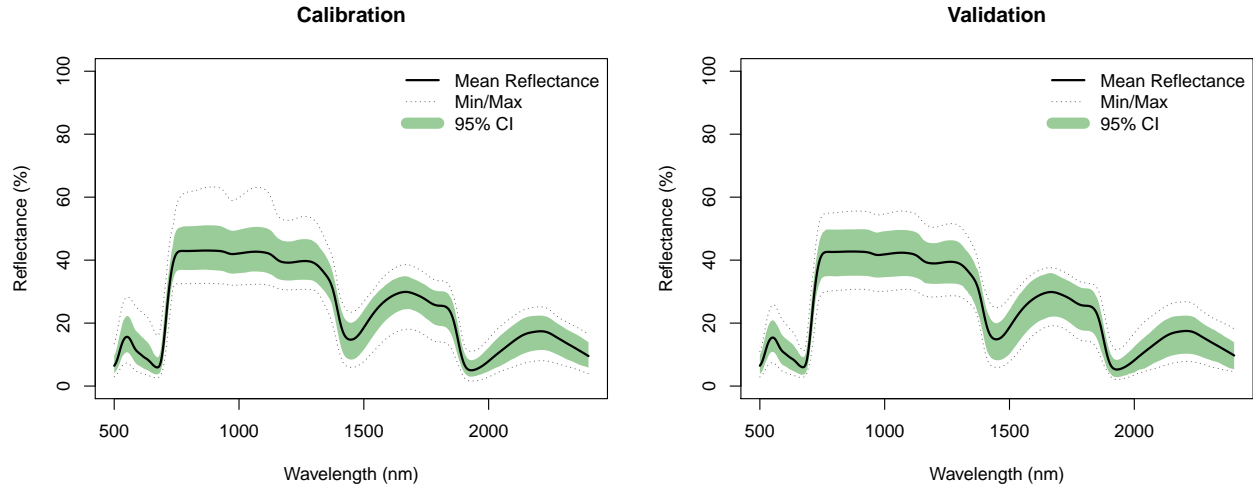 Calibration
100
80
60
40
20
0
Reflectance (%)
Mean Reflectance
Min/Max
95% CI
500
1000
1500
2000
Wavelength (nm)
Validation
100
80
60
40
20
0
Reflectance (%)
Mean Reflectance
Min/Max
95% CI
500
1000
1500
2000
Wavelength (nm)